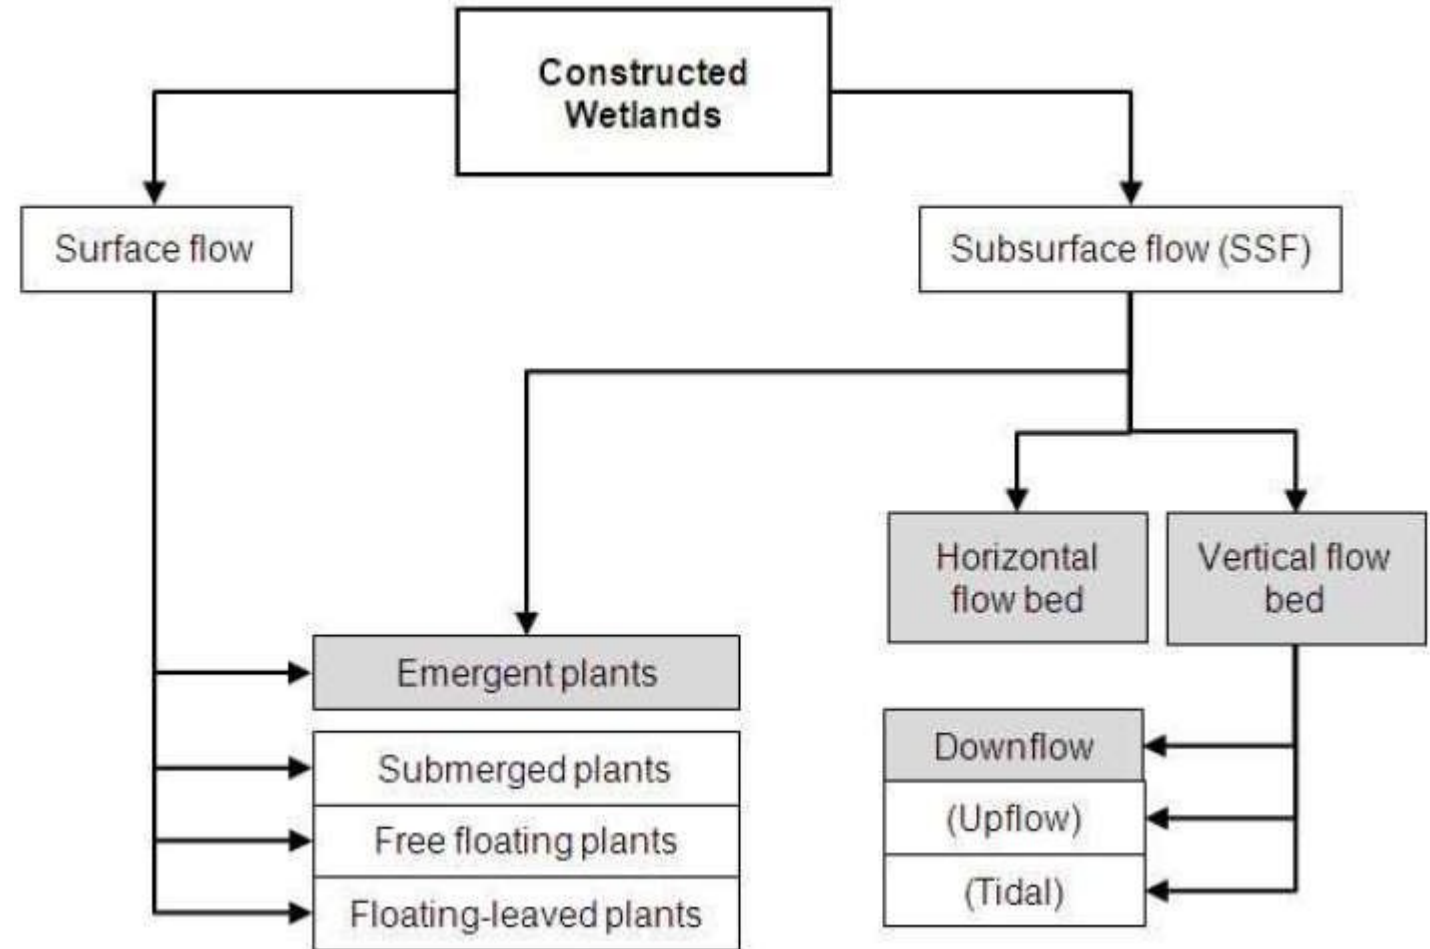 Constructed
Wetlands
Surface flow
Subsurface flow (SSF)
Horizontal
flow bed
Vertical flow
bed
Emergent plants
Submerged plants
Free floating plants
Floating-leaved plants
Downflow
(Upflow)
(Tidal)